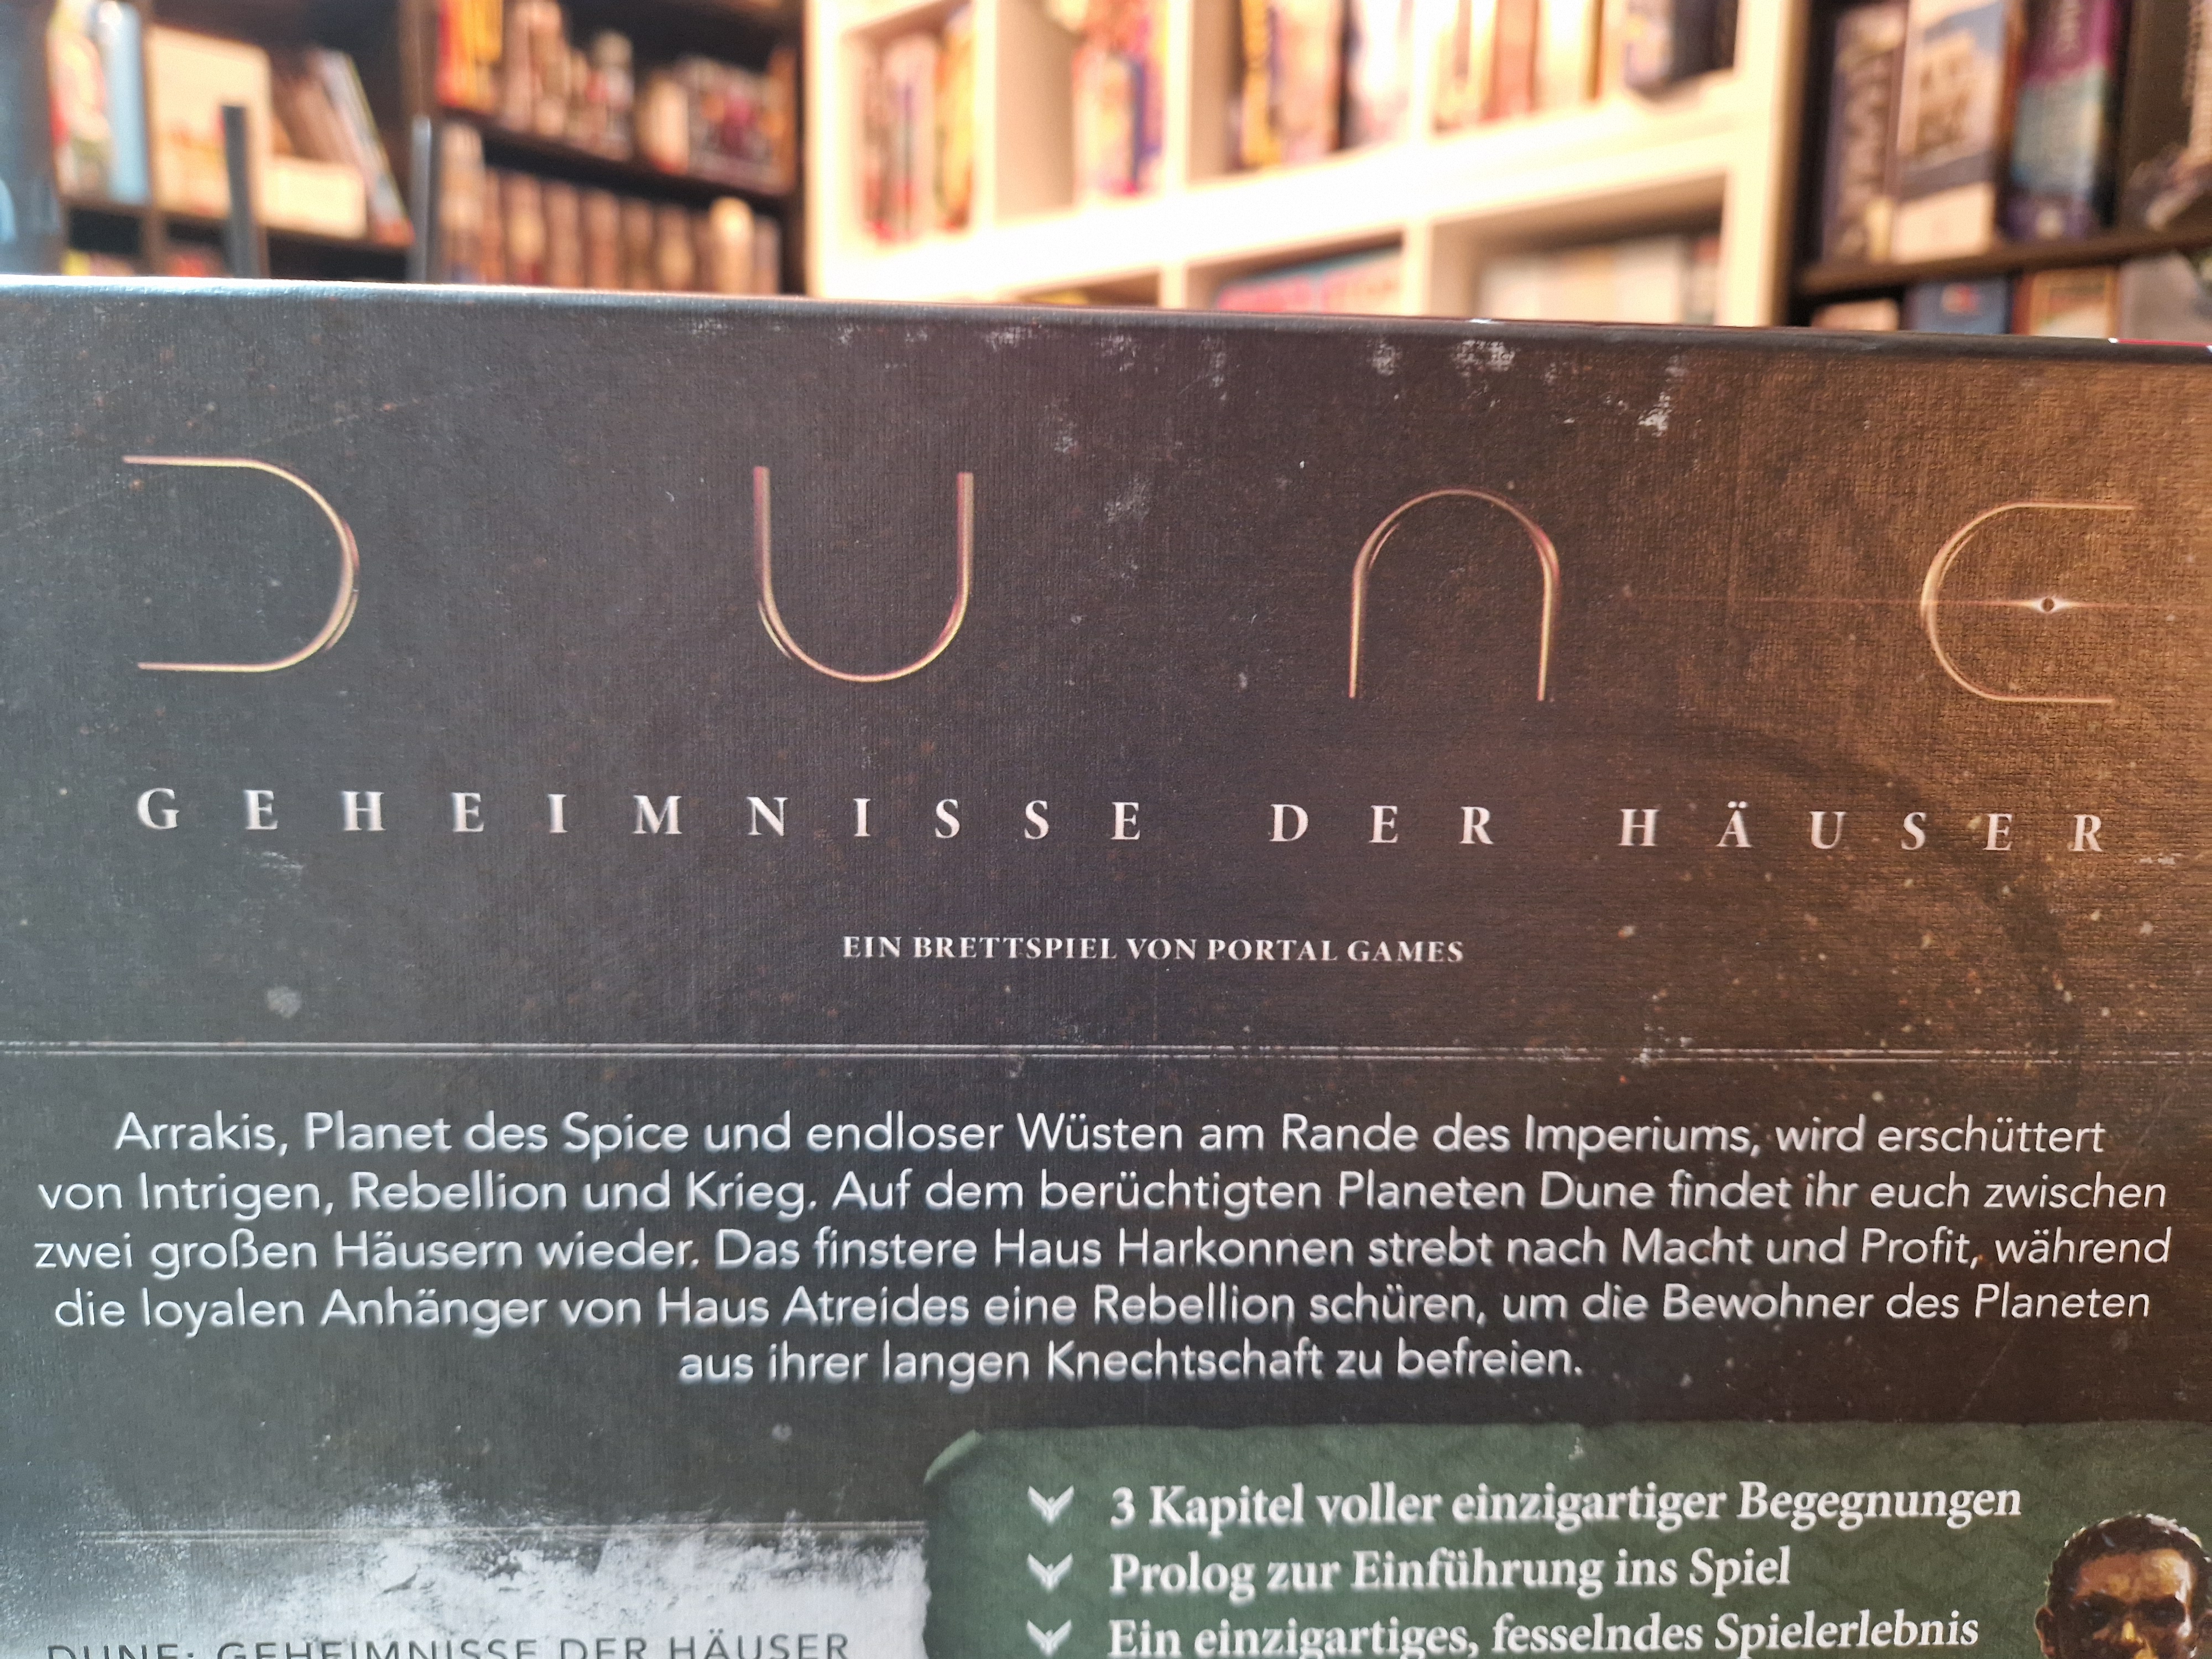 DUNE
GEHEIMNISSE DER HÄUSER
EIN BRETTSPIEL VON PORTAL GAMES
Arrakis, Planet des Spice und endloser Wüsten am Rande des Imperiums, wird erschüttert
von Intrigen, Rebellion und Krieg. Auf dem berüchtigten Planeten Dune findet ihr euch zwischen
zwei großen Häusern wieder. Das finstere Haus Harkonnen strebt nach Macht und Profit, während
die loyalen Anhänger von Haus Atreides eine Rebellion schüren, um die Bewohner des Planeten
aus ihrer langen Knechtschaft zu befreien.
3 Kapitel voller einzigartiger Begegnungen
Prolog zur Einführung ins Spiel
Ein einzigartiges, fesselndes Spielerlebnis
DUNE: GEHEIMNISSE DER HÄUSER